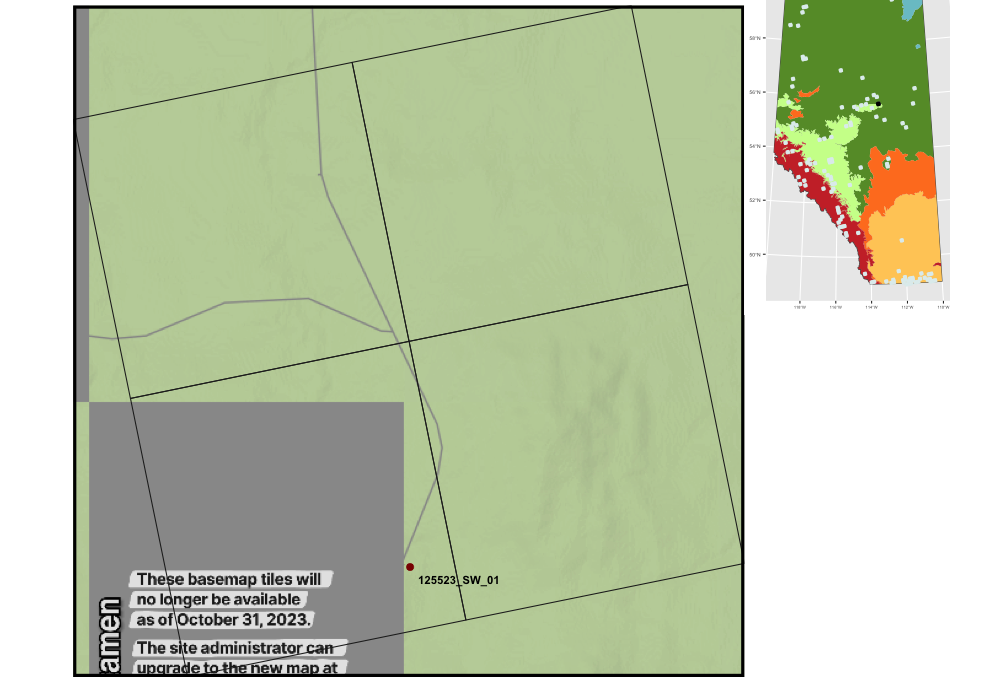 125523_SW_01
These basemap tiles will
no longer be available
as of October 31, 2023.
The site administrator can
upgrade to the new map at
amen
58°N
56°N
54°N
52°N
50°N
118°W
116°W
114°W
112°W
110°W